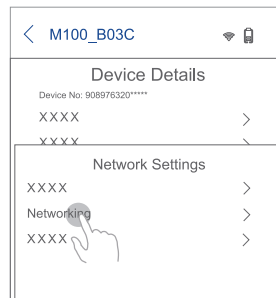 M100_B03C
Device Details
Device No: 908976320*****
XXXX
XXXX
Network Settings
XXXX
Networking
XXXX